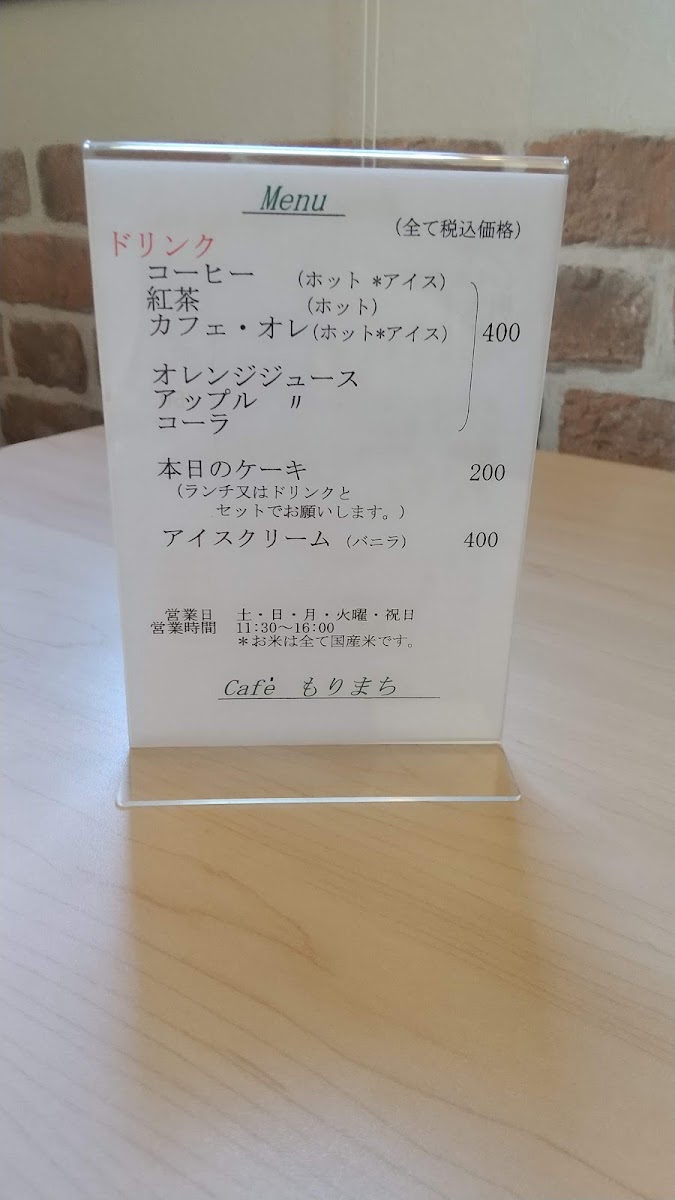 Menu
(全て税込価格)
ドリンク
コーヒー (ホット *アイス)
紅茶 (ホット)
カフェ・オレ(ホット*アイス) 400
オレンジジュース
アップル 〃
コーラ
本日のケーキ 200
(ランチ又はドリンクと
セットでお願いします。)
アイスクリーム (バニラ) 400
営業日 土・日・月・火曜・祝日
営業時間 11:30～16:00
*お米は全て国産米です。
Café もりまち